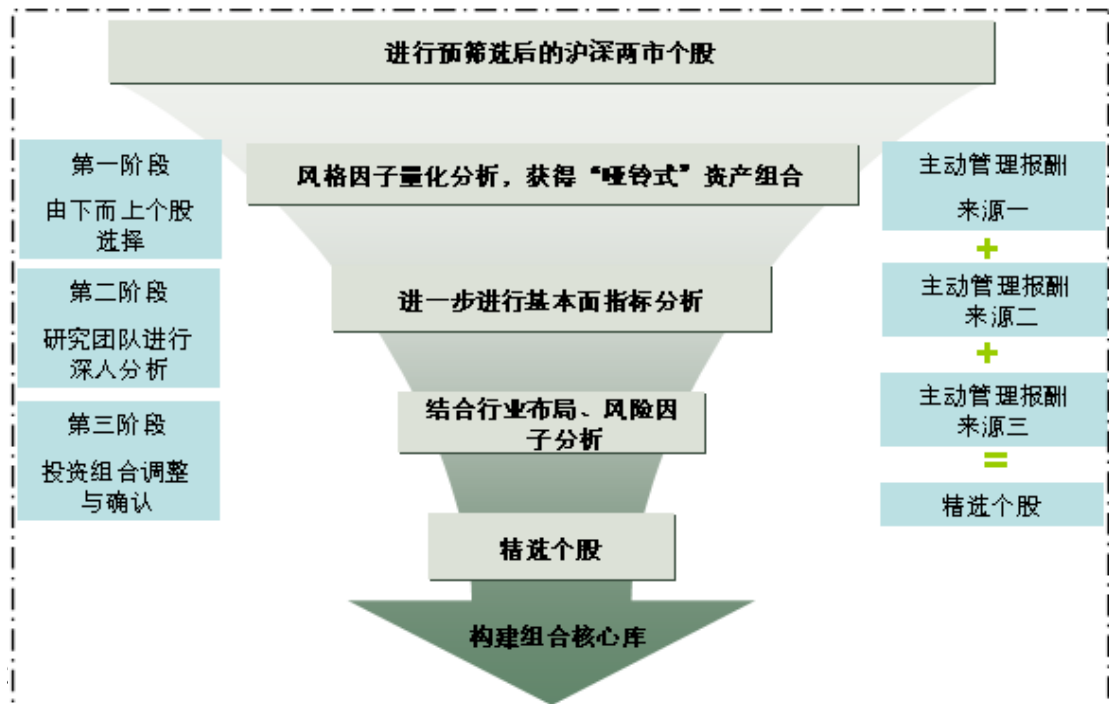 进行预筛选后的沪深两市个股
第一阶段
由下而上个股
选择
风格因子量化分析，获得“哑铃式”资产组合
主动管理报酬
来源一
+
第二阶段
研究团队进行
深人分析
进一步进行基本面指标分析
主动管理报酬
来源二
+
第三阶段
投资组合调整
与确认
结合行业布局、风险因
子分析
主动管理报酬
来源三
=
精选个股
精选个股
构建组合核心库